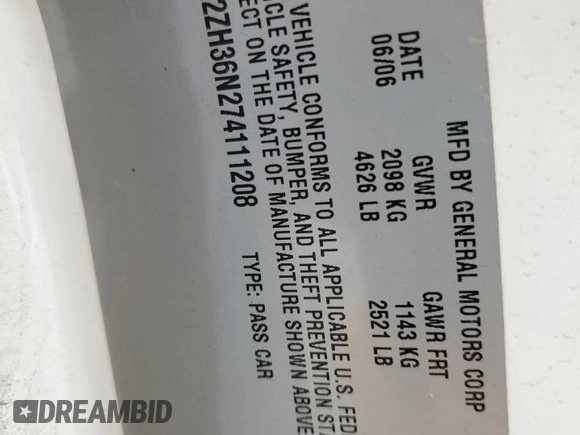 MFD BY GENERAL MOTORS CORP
DATE GVWR GAWR FRT
06/06 2098 KG 1143 KG
4626 LB 2521 LB
VEHICLE CONFORMS TO ALL APPLICABLE U.S. FED
CLE SAFETY, BUMPER, AND THEFT PREVENTION STA
ECT ON THE DATE OF MANUFACTURE SHOWN ABOVE
2ZH36N274111208 TYPE: PASS CAR
DREAMBID